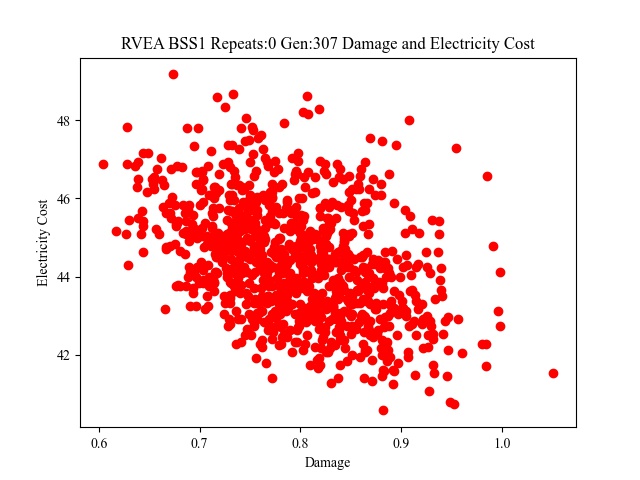 RVEA BSS1 Repeats:0 Gen:307 Damage and Electricity Cost
48
46
44
42
Electricity Cost
0.6 0.7 0.8 0.9 1.0
Damage